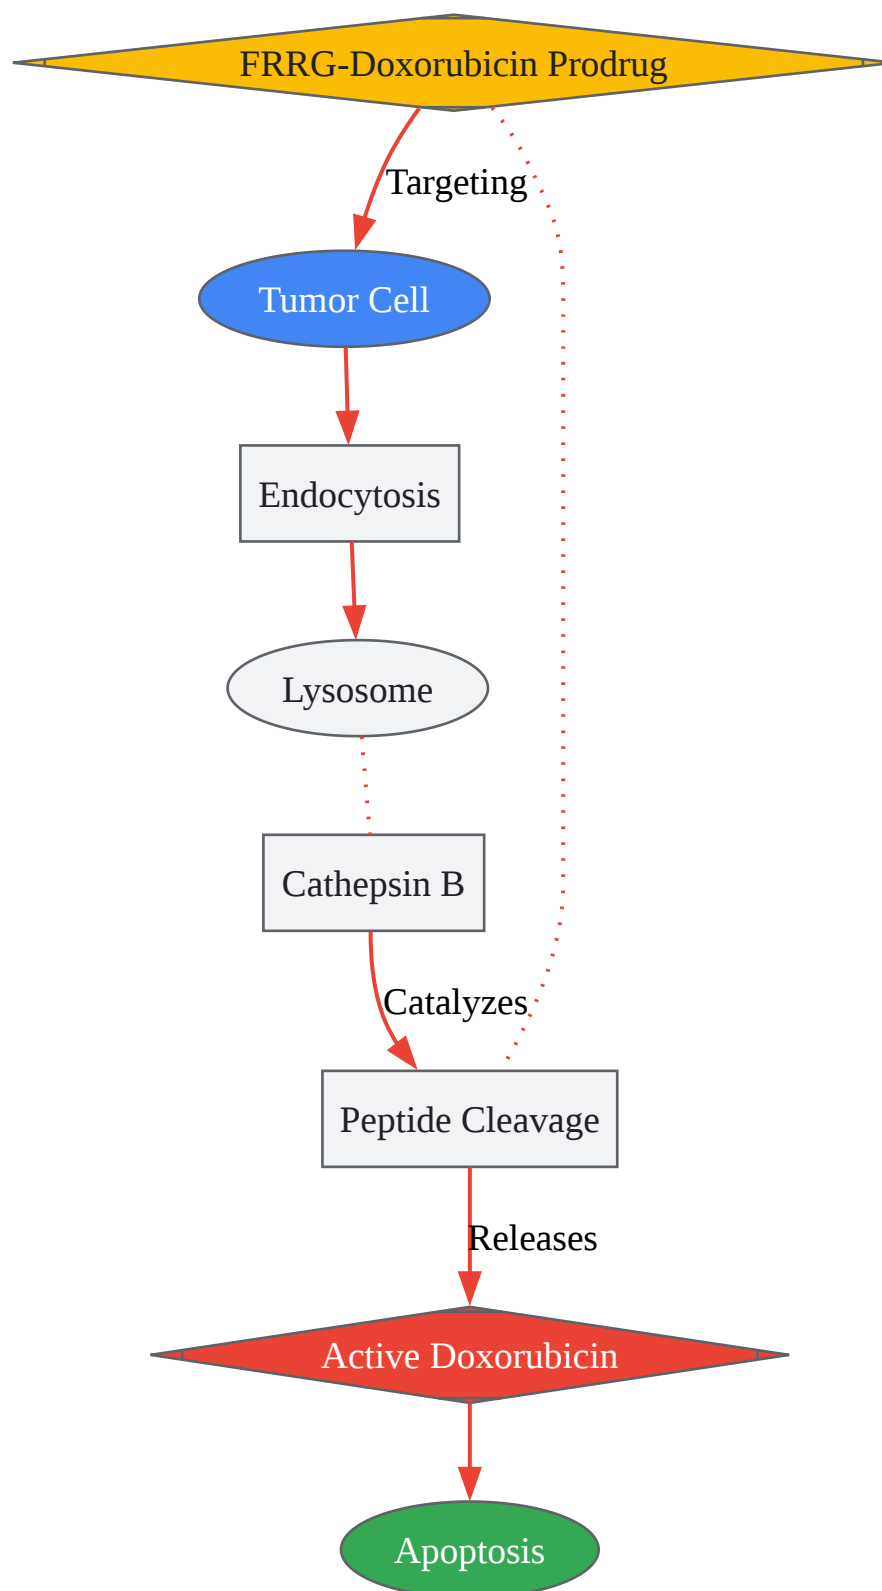 FRRG-Doxorubicin Prodrug
Targeting
Tumor Cell
Endocytosis
Lysosome
Cathepsin B
Catalyzes
Peptide Cleavage
Releases
Active Doxorubicin
Apoptosis